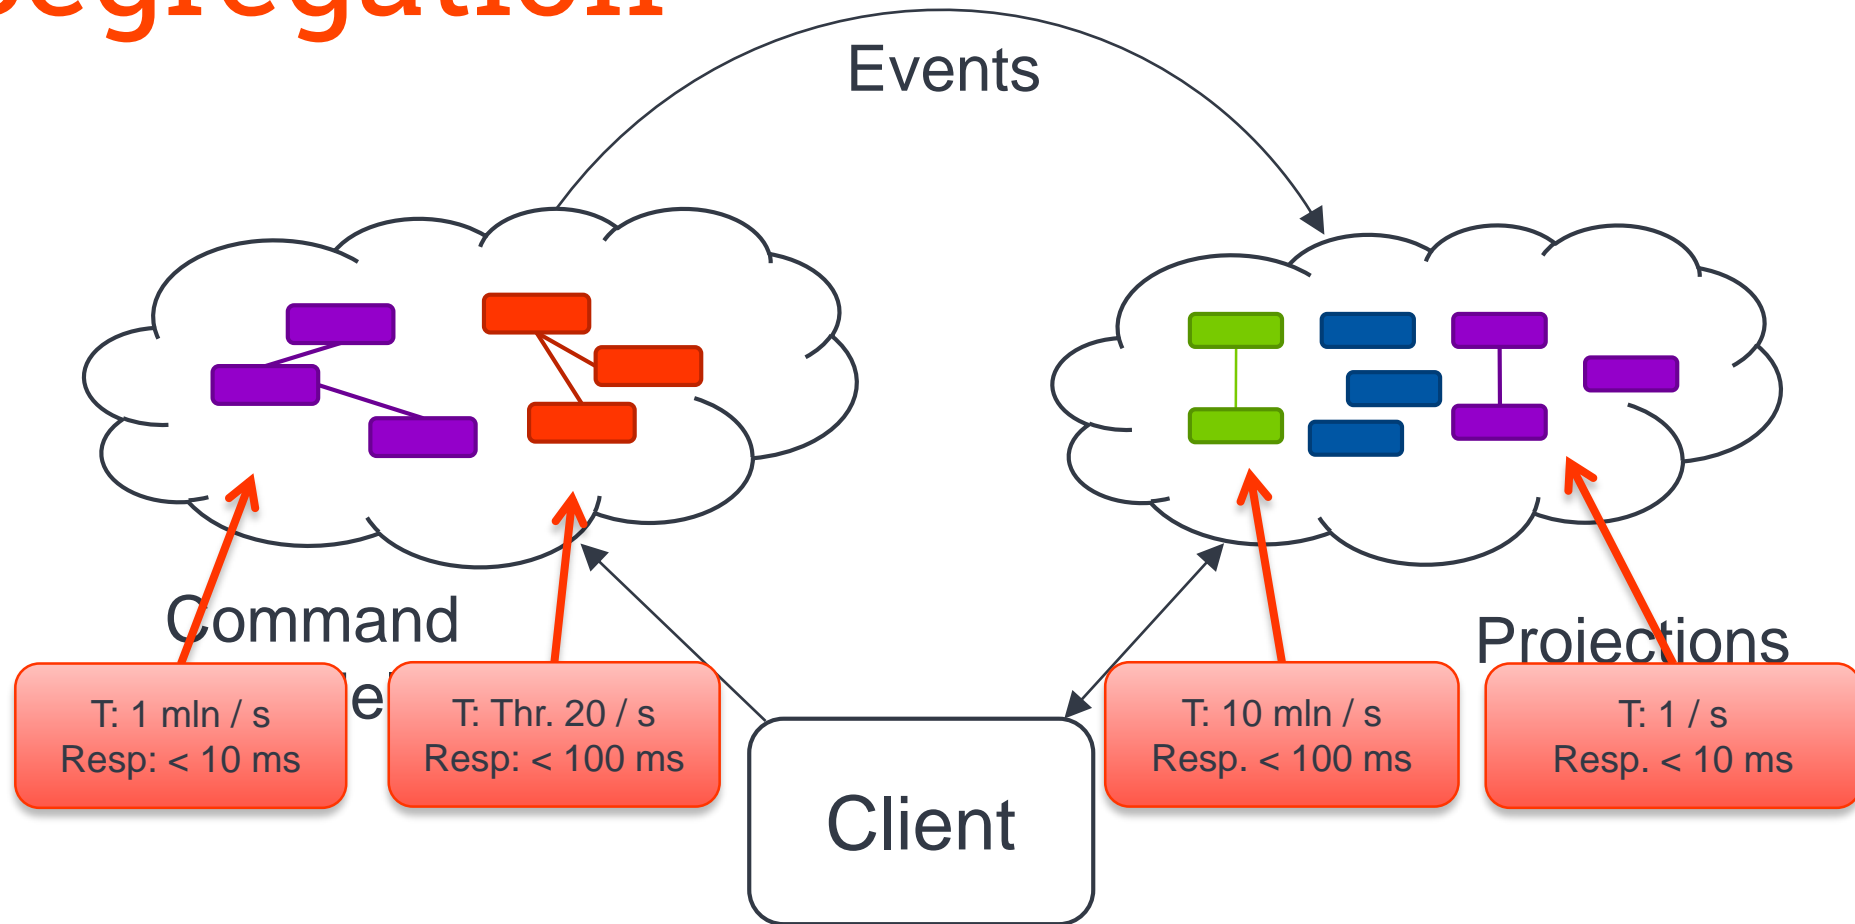 segregation
Events
Command
Projections
T: 1 mln / s
Resp: < 10 ms
T: Thr. 20 / s
Resp: < 100 ms
T: 10 mln / s
Resp. < 100 ms
T: 1 / s
Resp. < 10 ms
Client